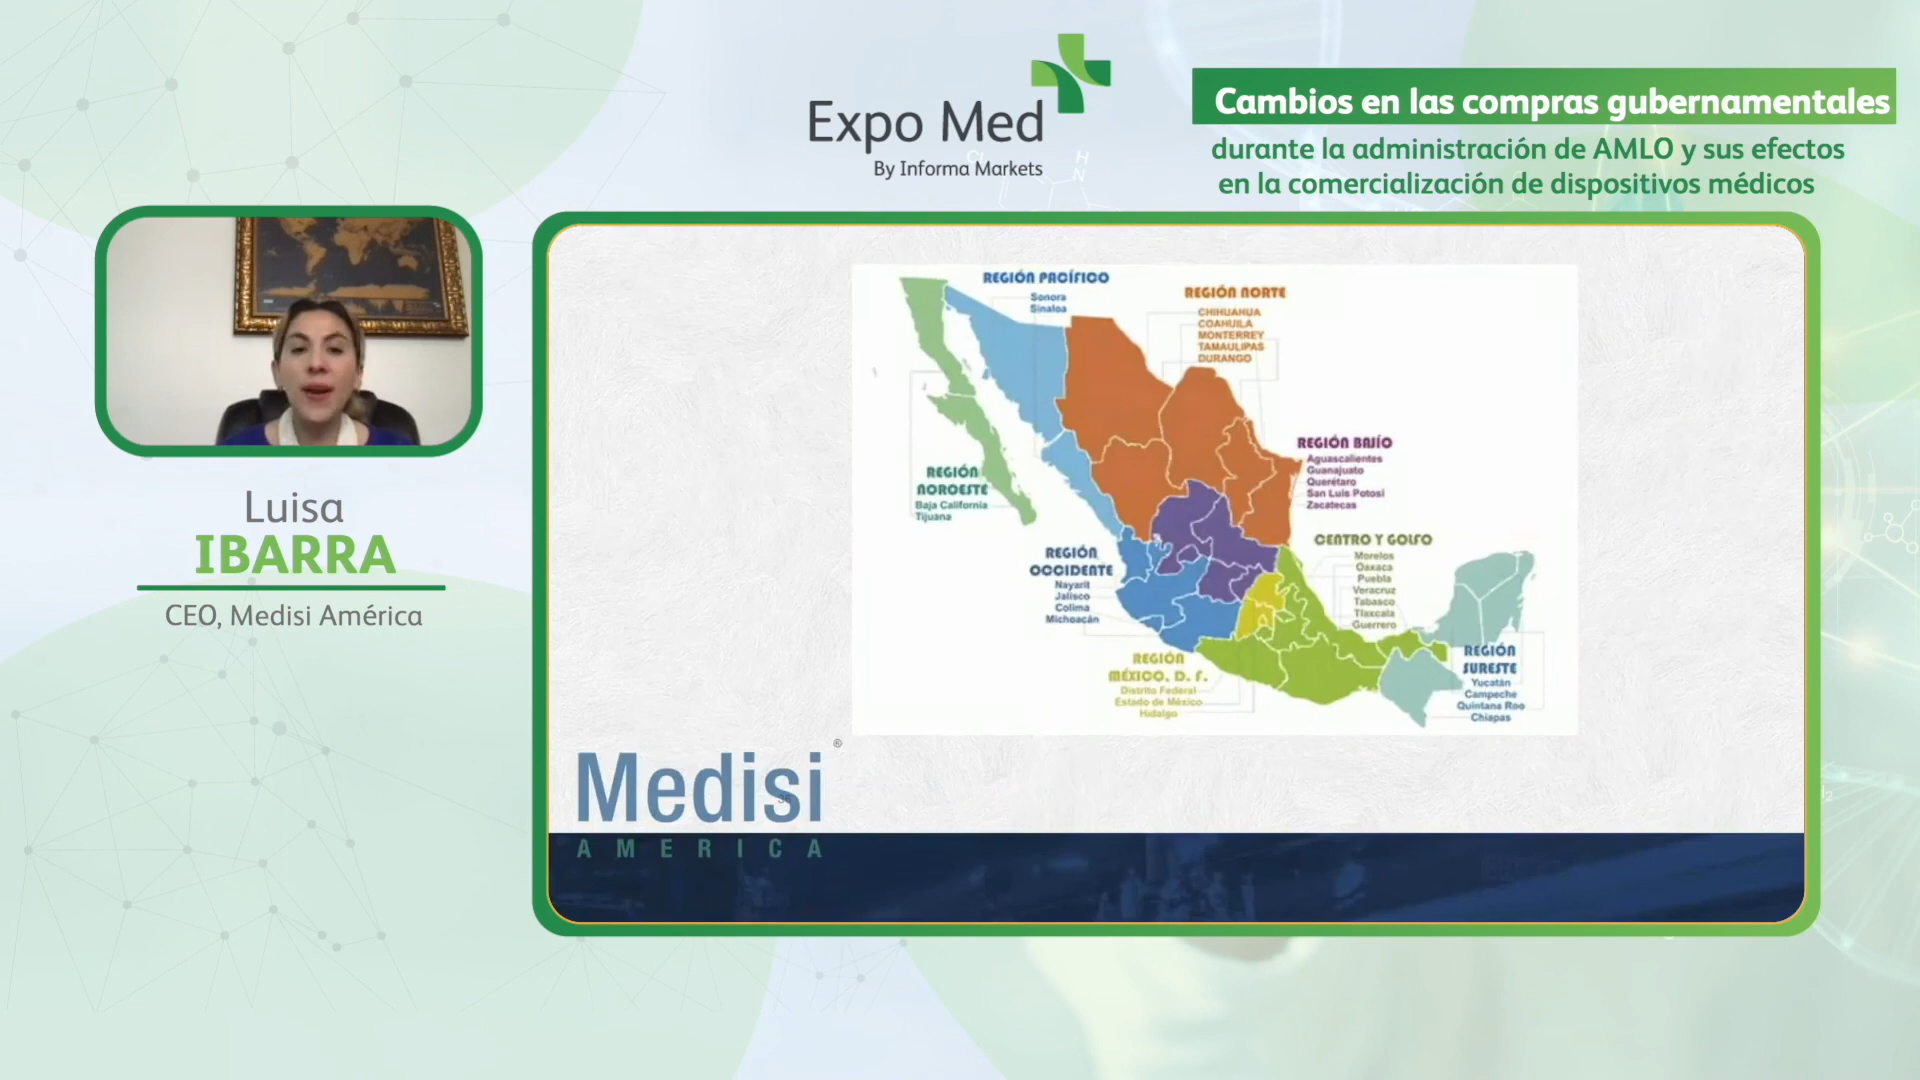 Expo Med
By Informa Markets
Cambios en las compras gubernamentales
durante la administración de AMLO y sus efectos
en la comercialización de dispositivos médicos
Luisa
IBARRA
CEO, Medisi América
REGIÓN PACÍFICO
Sonora
Sinaloa
REGIÓN NORTE
CHIHUAHUA
COAHUILA
MONTERREY
TAMAULIPAS
DURANGO
REGIÓN BAJÍO
Aguascalientes
Guanajuato
Querétaro
San Luis Potosí
Zacatecas
REGIÓN
NOROESTE
Baja California
Tijuana
CENTRO Y GOLFO
Morelos
Oaxaca
Puebla
Veracruz
Tabasco
Tlaxcala
Guerrero
REGIÓN
OCCIDENTE
Nayarit
Jalisco
Colima
Michoacán
REGIÓN
MÉXICO, D. F.
Distrito Federal
Estado de México
Hidalgo
REGIÓN
SURESTE
Yucatán
Campeche
Quintana Roo
Chiapas
Medisi®
AMERICA